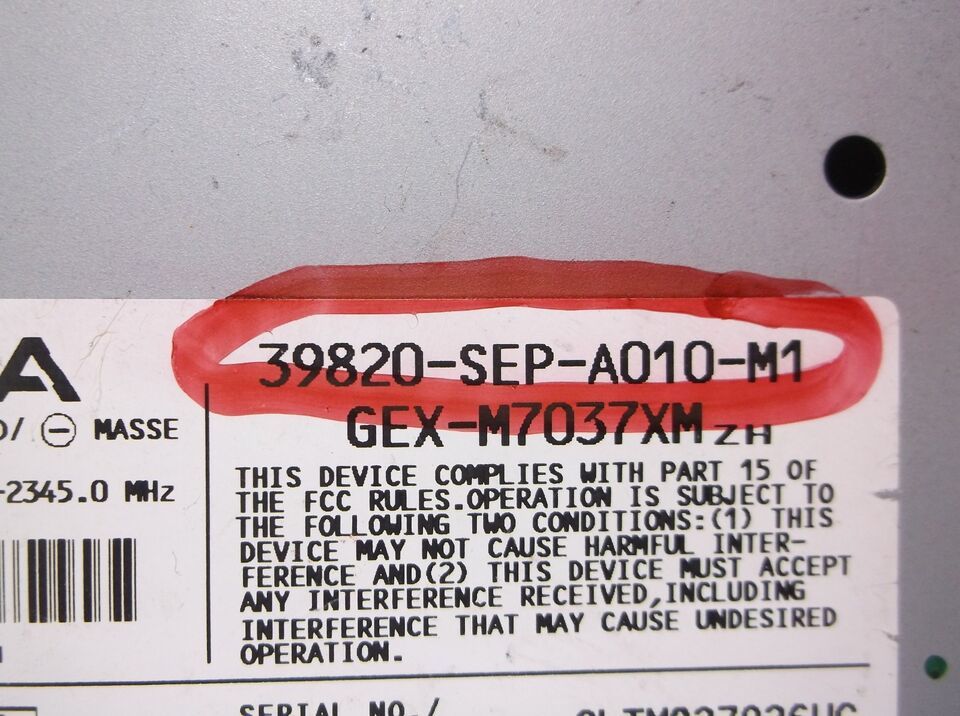 A
39820-SEP-A010-M1
GEX-M7037XM ZH
D/ ⊖ MASSE
-2345.0 MHz
THIS DEVICE COMPLIES WITH PART 15 OF
THE FCC RULES.OPERATION IS SUBJECT TO
THE FOLLOWING TWO CONDITIONS:(1) THIS
DEVICE MAY NOT CAUSE HARMFUL INTER-
FERENCE AND(2) THIS DEVICE MUST ACCEPT
ANY INTERFERENCE RECEIVED,INCLUDING
INTERFERENCE THAT MAY CAUSE UNDESIRED
OPERATION.
SERIAL NO./